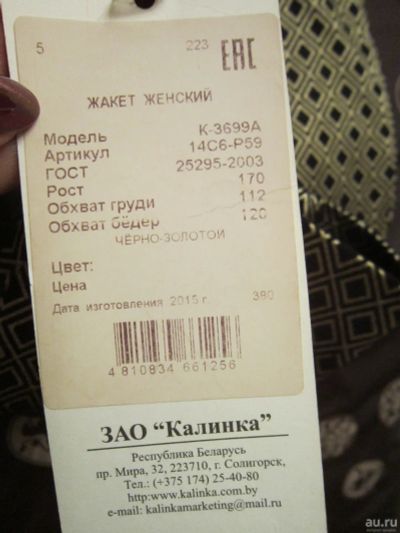 5 223 EAC
ЖАКЕТ ЖЕНСКИЙ
Модель К-3699А
Артикул 14С6-Р59
ГОСТ 25295-2003
Рост 170
Обхват груди 112
Обхват бёдер 120
ЧЁРНО-ЗОЛОТОЙ
Цвет:
Цена
Дата изготовления 2015 г. 380
4 810834 661256
ЗАО "Калинка"
Республика Беларусь
пр. Мира, 32, 223710, г. Солигорск,
Тел.: (+375 174) 25-40-80
http:www.kalinka.com.by
e-mail: kalinkamarketing@mail.ru
au.ru